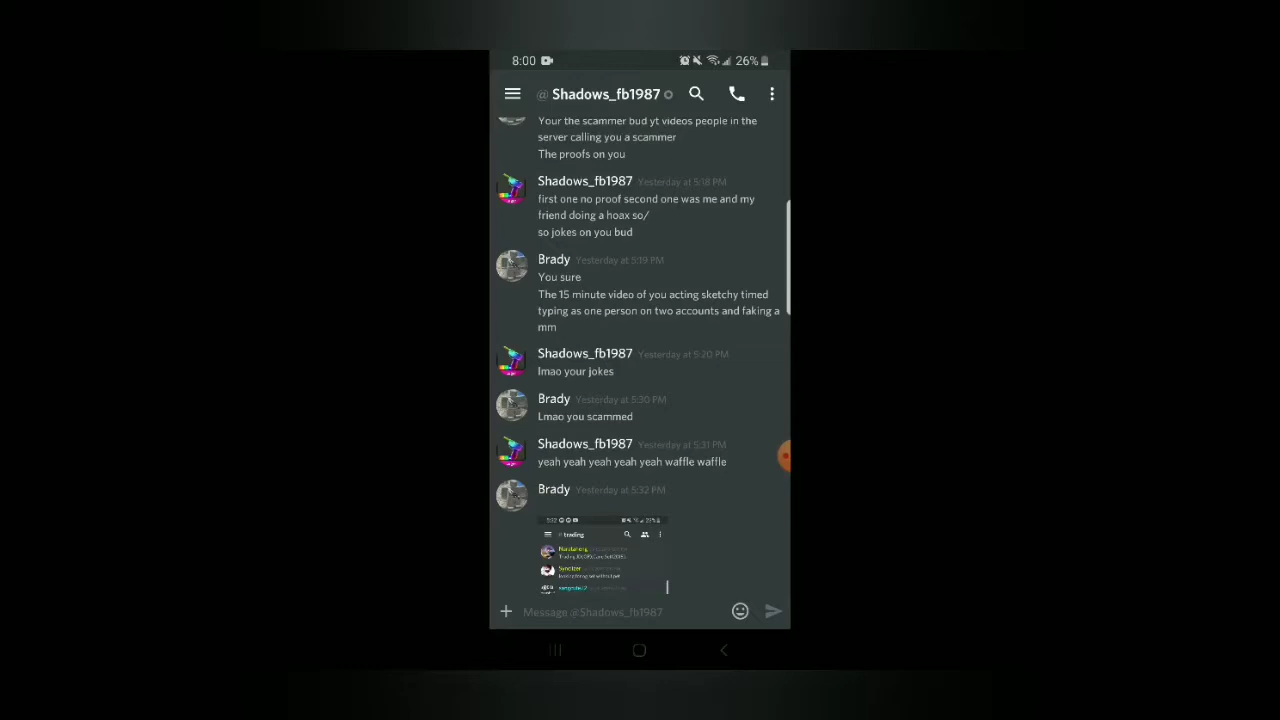 8:00 26%
@ Shadows_fb1987
Your the scammer bud yt videos people in the
server calling you a scammer
The proofs on you
Shadows_fb1987 Yesterday at 5:18 PM
first one no proof second one was me and my
friend doing a hoax so/
so jokes on you bud
Brady Yesterday at 5:19 PM
You sure
The 15 minute video of you acting sketchy timed
typing as one person on two accounts and faking a
mm
Shadows_fb1987 Yesterday at 5:20 PM
lmao your jokes
Brady Yesterday at 5:30 PM
Lmao you scammed
Shadows_fb1987 Yesterday at 5:31 PM
yeah yeah yeah yeah yeah waffle waffle
Brady Yesterday at 5:32 PM
# trading
Message @Shadows_fb1987